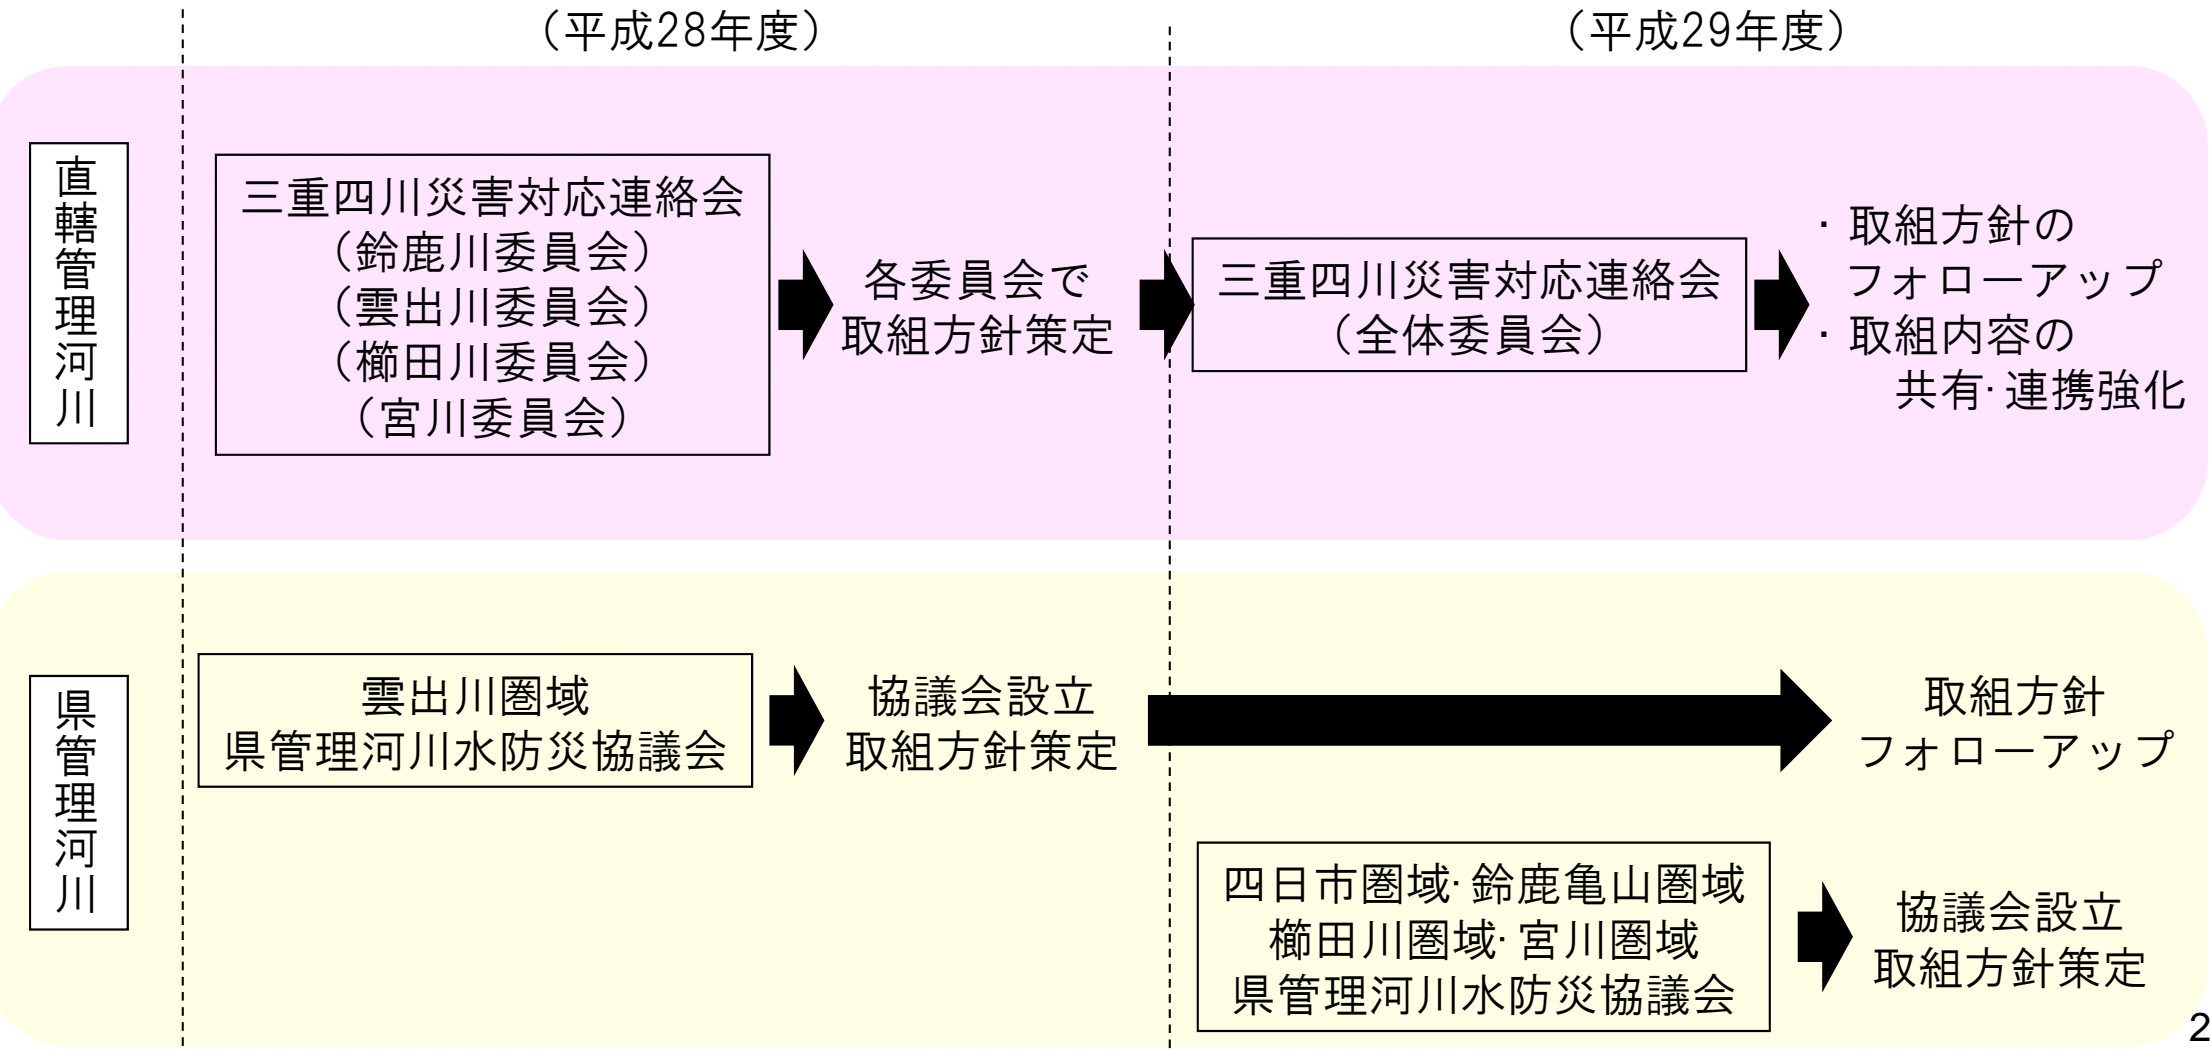 （平成28年度）
（平成29年度）
直轄管理河川
三重四川災害対応連絡会
（鈴鹿川委員会）
（雲出川委員会）
（櫛田川委員会）
（宮川委員会）
各委員会で
取組方針策定
三重四川災害対応連絡会
（全体委員会）
・取組方針の
フォローアップ
・取組内容の
共有・連携強化
県管理河川
雲出川圏域
県管理河川水防災協議会
協議会設立
取組方針策定
取組方針
フォローアップ
四日市圏域・鈴鹿亀山圏域
櫛田川圏域・宮川圏域
県管理河川水防災協議会
協議会設立
取組方針策定
2